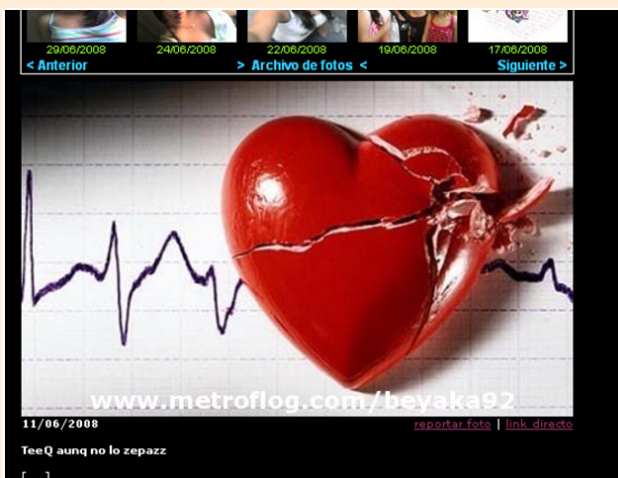 29/06/2008 24/06/2008 22/06/2008 19/06/2008 17/06/2008
< Anterior > Archivo de fotos < Siguiente >
www.metroflog.com/beyaka92
11/06/2008 reportar foto | link directo
TeeQ aunq no lo zepazz
[...]